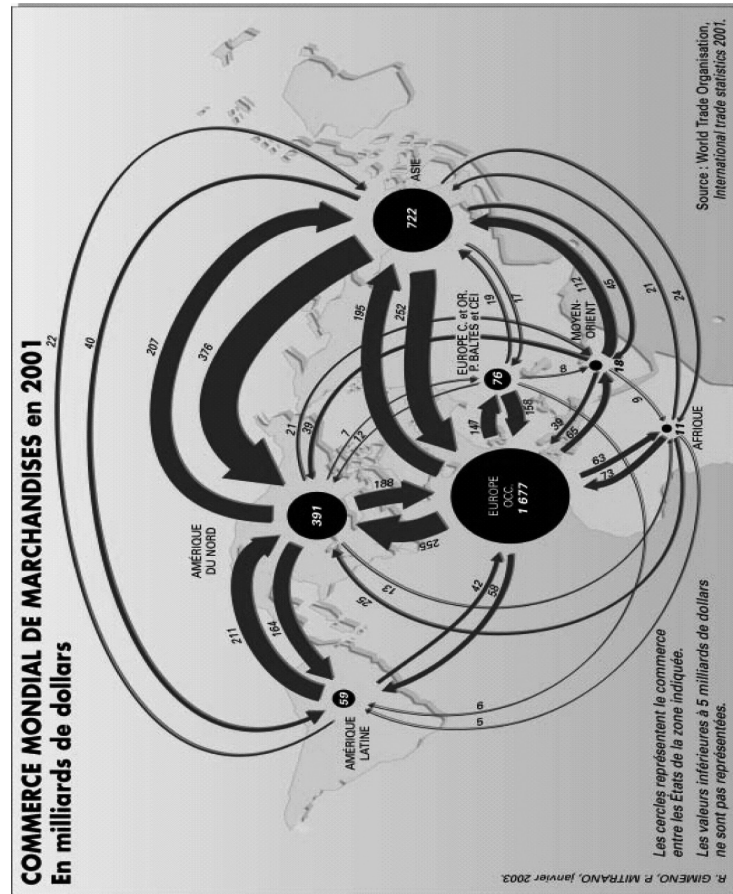 COMMERCE MONDIAL DE MARCHANDISES en 2001
En milliards de dollars
22
40
207
376
AMÉRIQUE
DU NORD
391
211
164
59
AMÉRIQUE
LATINE
ASIE
722
195
252
21
39
7
12
188
255
EUROPE C. et OR.
P. BALTES et CEI
76
19
17
147
158
EUROPE
OCC.
1 677
112
45
MØYEN-
ORIENT
18
8
9
39
65
63
73
21
24
11
AFRIQUE
13
25
42
58
6
5
Les cercles représentent le commerce
entre les États de la zone indiquée.
Les valeurs inférieures à 5 milliards de dollars
ne sont pas représentées.
Source : World Trade Organisation,
International trade statistics 2001.
R. GIMENO, P. MITRANO, janvier 2003.